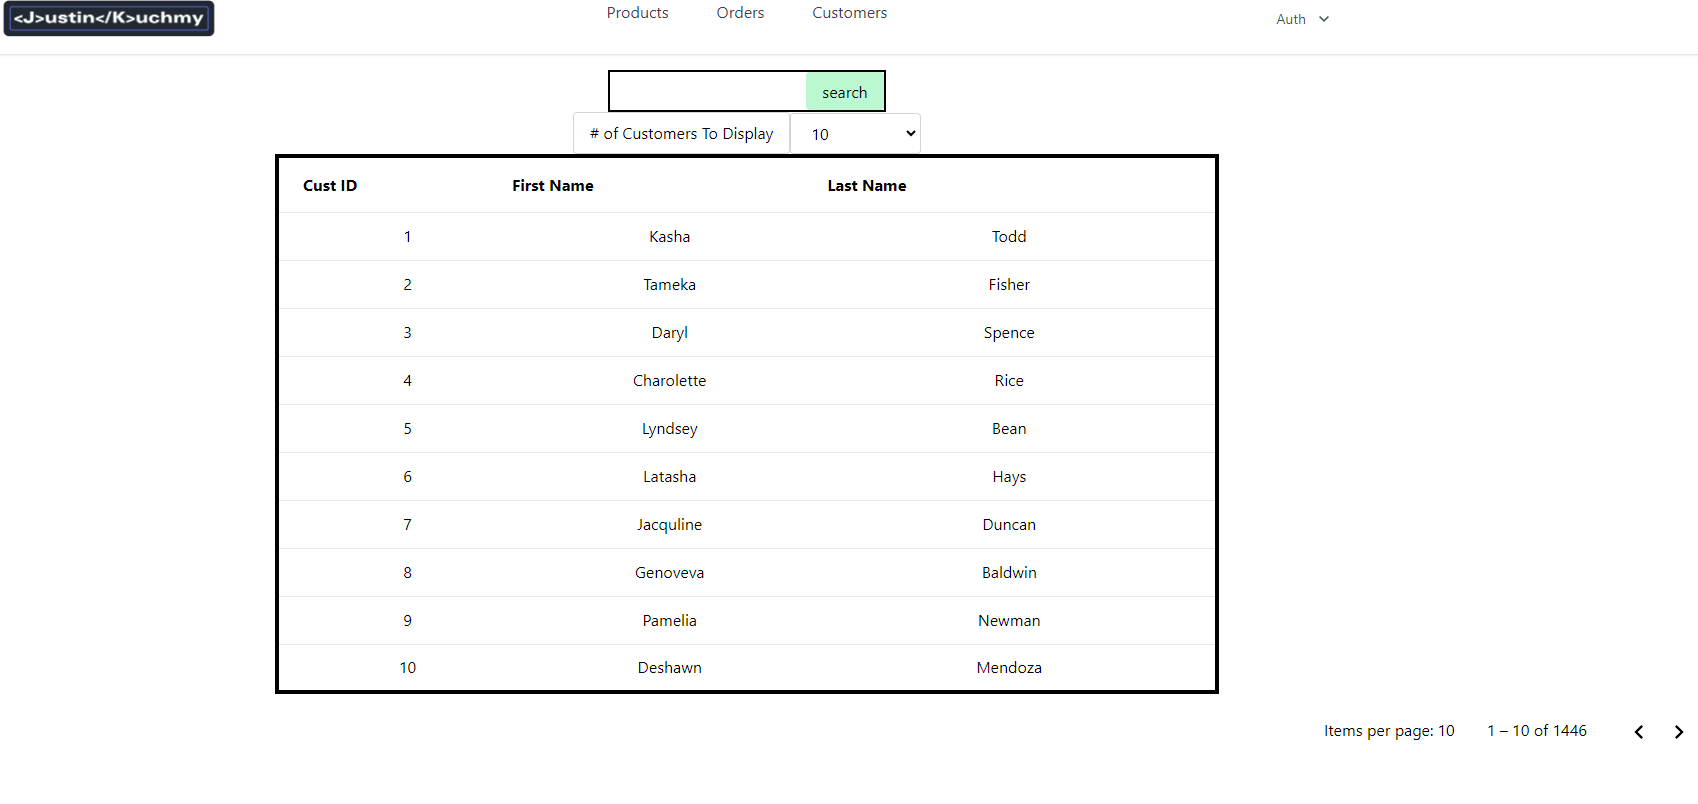 <J>ustin</K>uchmy Products Orders Customers Auth
search
# of Customers To Display 10
Cust ID First Name Last Name
1 Kasha Todd
2 Tameka Fisher
3 Daryl Spence
4 Charolette Rice
5 Lyndsey Bean
6 Latasha Hays
7 Jacquline Duncan
8 Genoveva Baldwin
9 Pamelia Newman
10 Deshawn Mendoza
Items per page: 10 1 – 10 of 1446